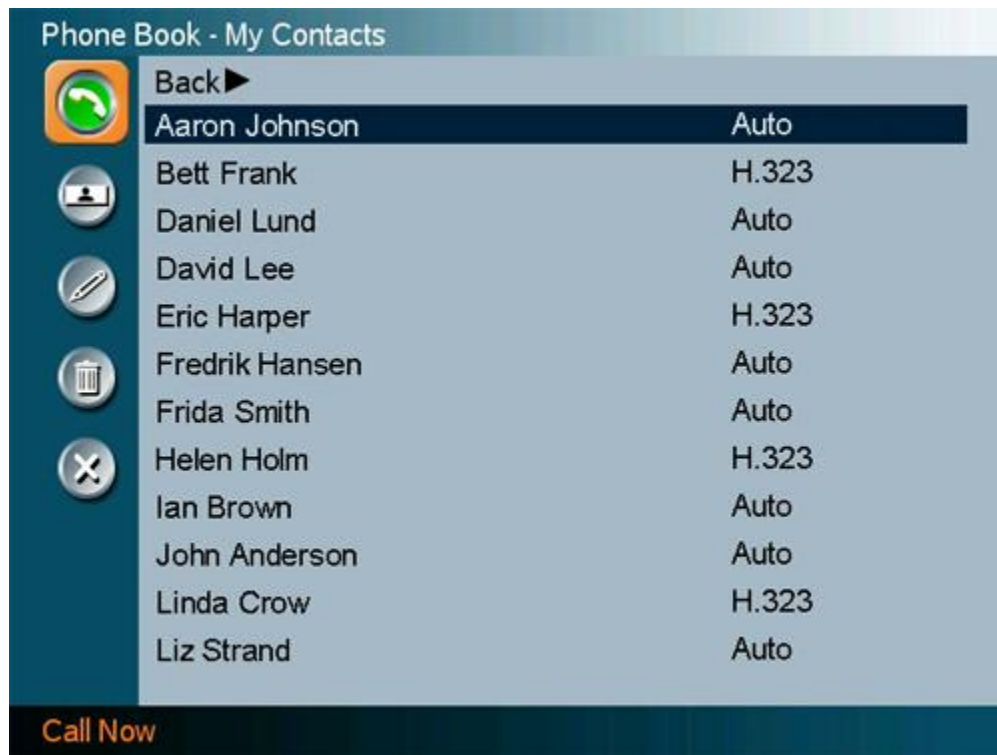 Phone Book - My Contacts
Back►
Aaron Johnson Auto
Bett Frank H.323
Daniel Lund Auto
David Lee Auto
Eric Harper H.323
Fredrik Hansen Auto
Frida Smith Auto
Helen Holm H.323
Ian Brown Auto
John Anderson Auto
Linda Crow H.323
Liz Strand Auto
Call Now